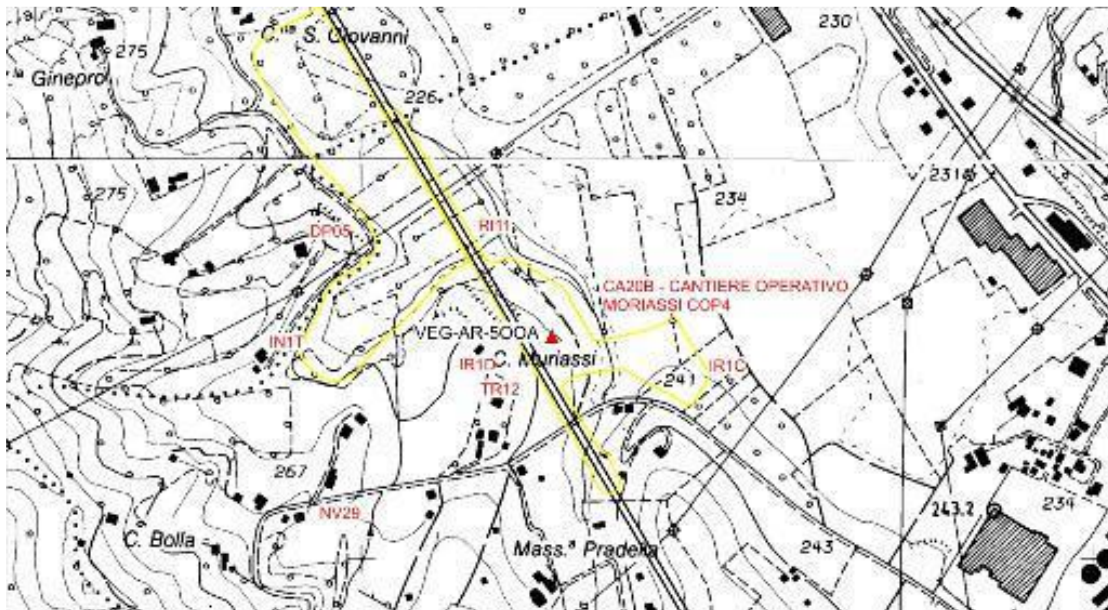 230
C.ⁿᵃ S. Giovanni
275
Ginepro
226
275
234
231
DP05
RI11
CA20B - CANTIERE OPERATIVO
MORIASSI COP4
VEG-AR-500A
IN1T
IR1D
C. Muriassi
IR1C
TR12
241
267
NV29
243.2
234
C. Bolla
Mass.ª Pradella
243